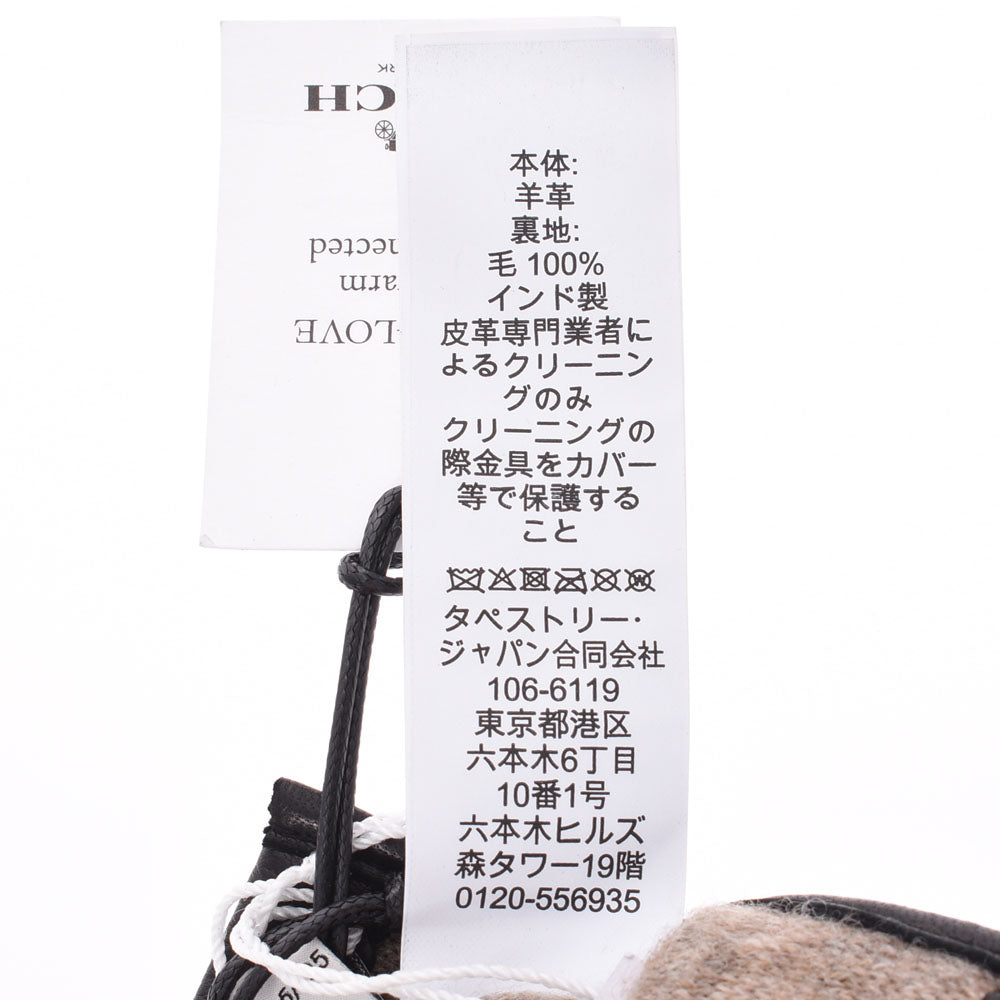 本体:
羊革
裏地:
毛 100%
インド製
皮革専門業者に
よるクリーニン
グのみ
クリーニングの
際金具をカバー
等で保護する
こと
タペストリー・
ジャパン合同会社
106-6119
東京都港区
六本木6丁目
10番1号
六本木ヒルズ
森タワー19階
0120-556935